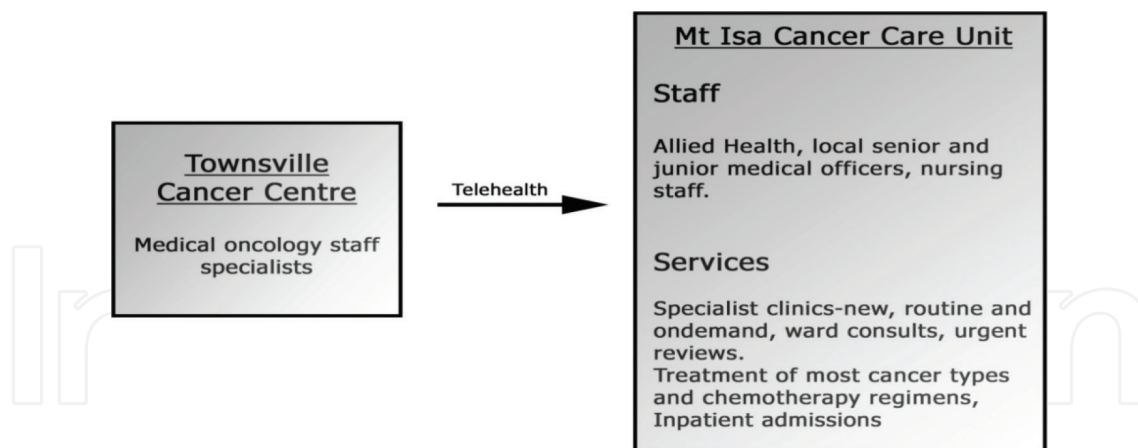 Townsville
Cancer Centre
Medical oncology staff
specialists
Telehealth
Mt Isa Cancer Care Unit
Staff
Allied Health, local senior and
junior medical officers, nursing
staff.
Services
Specialist clinics-new, routine and
ondemand, ward consults, urgent
reviews.
Treatment of most cancer types
and chemotherapy regimens,
Inpatient admissions